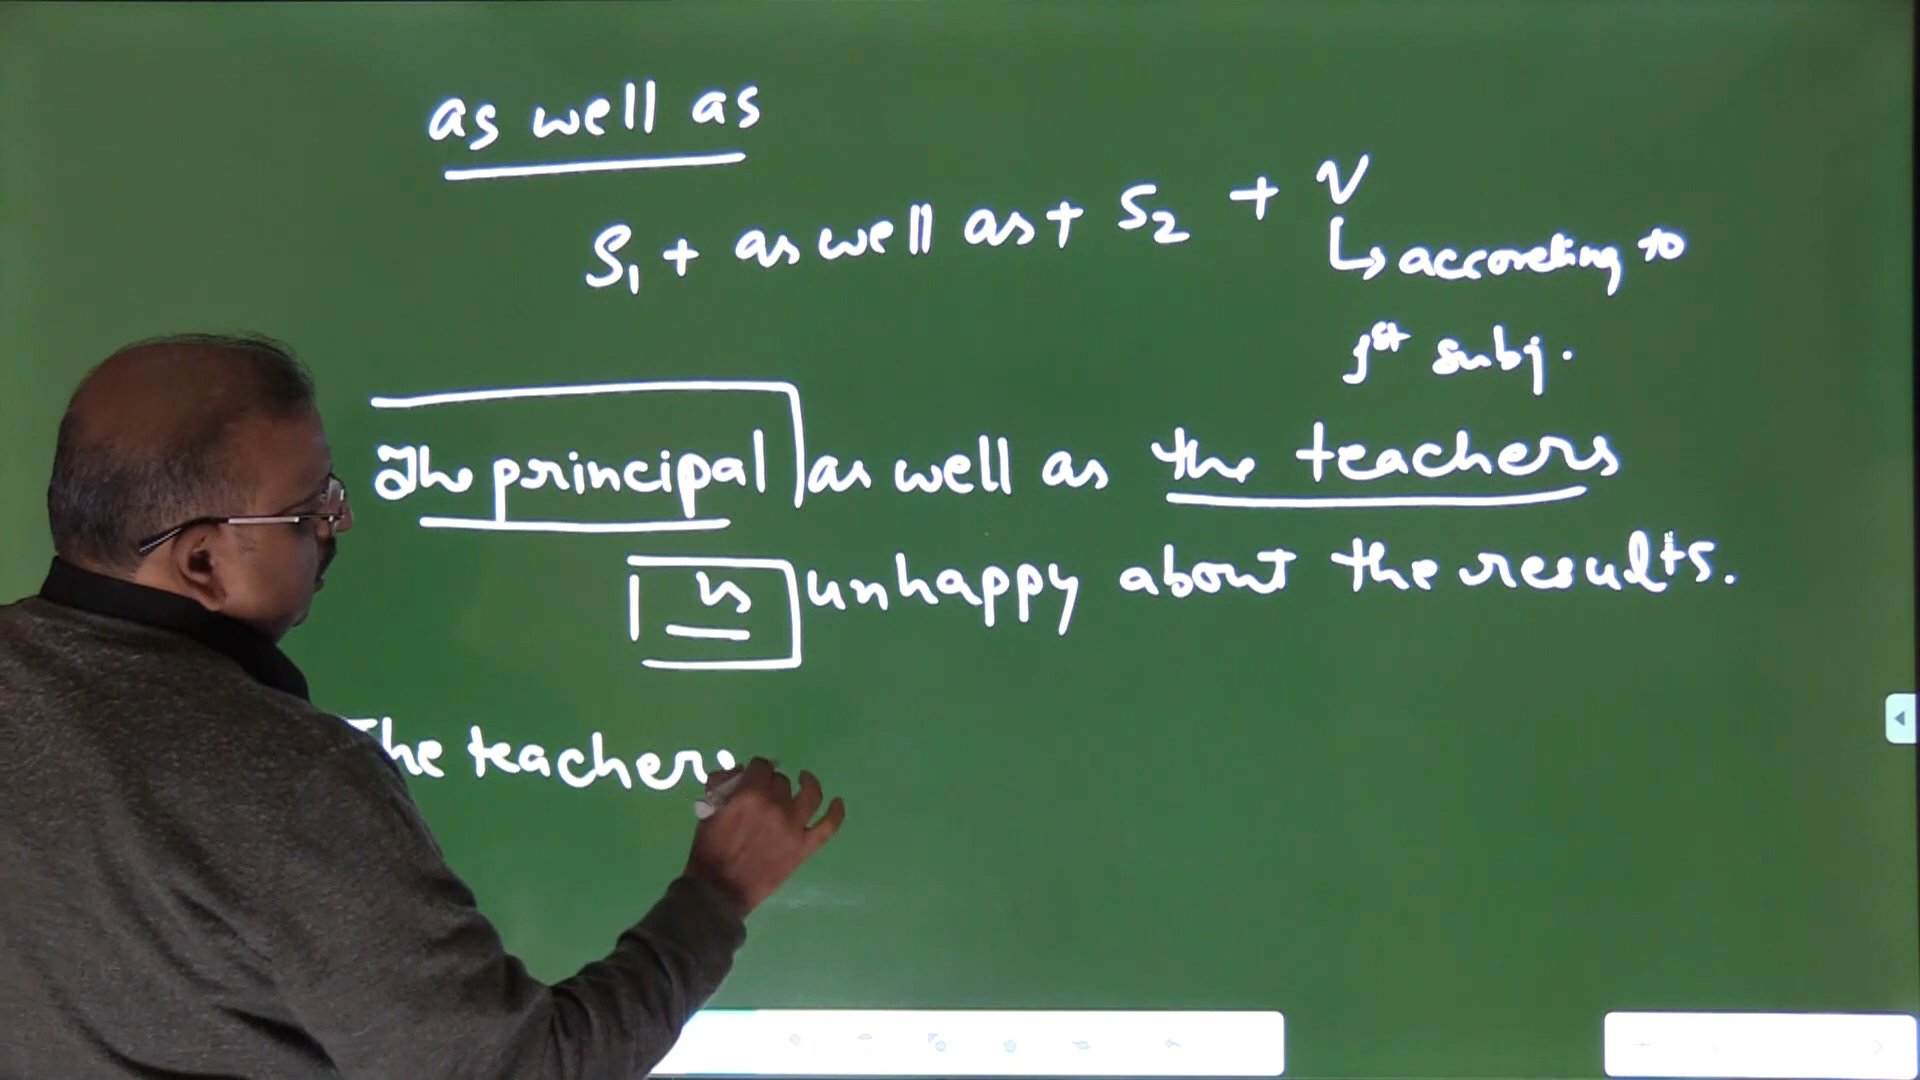 as well as
S₁ + as well as + S₂ + V
↳ according to
1st subj.
The principal as well as the teachers
is unhappy about the results.
The teachers